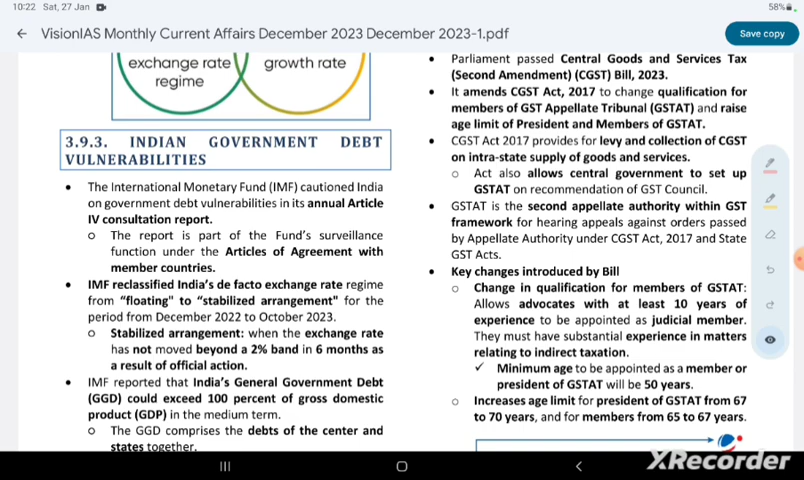 10:22 Sat, 27 Jan
58%
VisionIAS Monthly Current Affairs December 2023 December 2023-1.pdf
Save copy
exchange rate
regime
growth rate
3.9.3. INDIAN GOVERNMENT DEBT
VULNERABILITIES
• The International Monetary Fund (IMF) cautioned India
on government debt vulnerabilities in its annual Article
IV consultation report.
o The report is part of the Fund's surveillance
function under the Articles of Agreement with
member countries.
• IMF reclassified India's de facto exchange rate regime
from "floating" to "stabilized arrangement" for the
period from December 2022 to October 2023.
o Stabilized arrangement: when the exchange rate
has not moved beyond a 2% band in 6 months as
a result of official action.
• IMF reported that India's General Government Debt
(GGD) could exceed 100 percent of gross domestic
product (GDP) in the medium term.
o The GGD comprises the debts of the center and
states together.
• Parliament passed Central Goods and Services Tax
(Second Amendment) (CGST) Bill, 2023.
• It amends CGST Act, 2017 to change qualification for
members of GST Appellate Tribunal (GSTAT) and raise
age limit of President and Members of GSTAT.
• CGST Act 2017 provides for levy and collection of CGST
on intra-state supply of goods and services.
o Act also allows central government to set up
GSTAT on recommendation of GST Council.
• GSTAT is the second appellate authority within GST
framework for hearing appeals against orders passed
by Appellate Authority under CGST Act, 2017 and State
GST Acts.
• Key changes introduced by Bill
o Change in qualification for members of GSTAT:
Allows advocates with at least 10 years of
experience to be appointed as judicial member.
They must have substantial experience in matters
relating to indirect taxation.
✓ Minimum age to be appointed as a member or
president of GSTAT will be 50 years.
o Increases age limit for president of GSTAT from 67
to 70 years, and for members from 65 to 67 years.
XRecorder